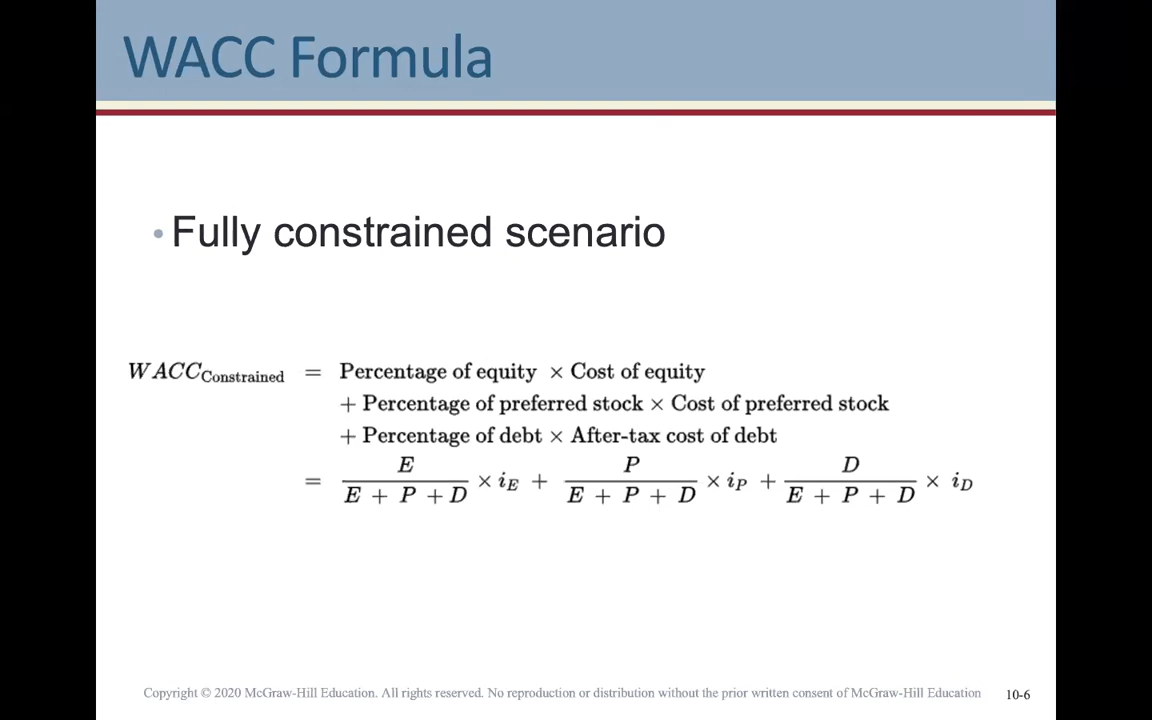 WACC Formula
• Fully constrained scenario
WACC_Constrained = Percentage of equity × Cost of equity
+ Percentage of preferred stock × Cost of preferred stock
+ Percentage of debt × After-tax cost of debt
= E / (E + P + D) × i_E + P / (E + P + D) × i_P + D / (E + P + D) × i_D
Copyright © 2020 McGraw-Hill Education. All rights reserved. No reproduction or distribution without the prior written consent of McGraw-Hill Education 10-6